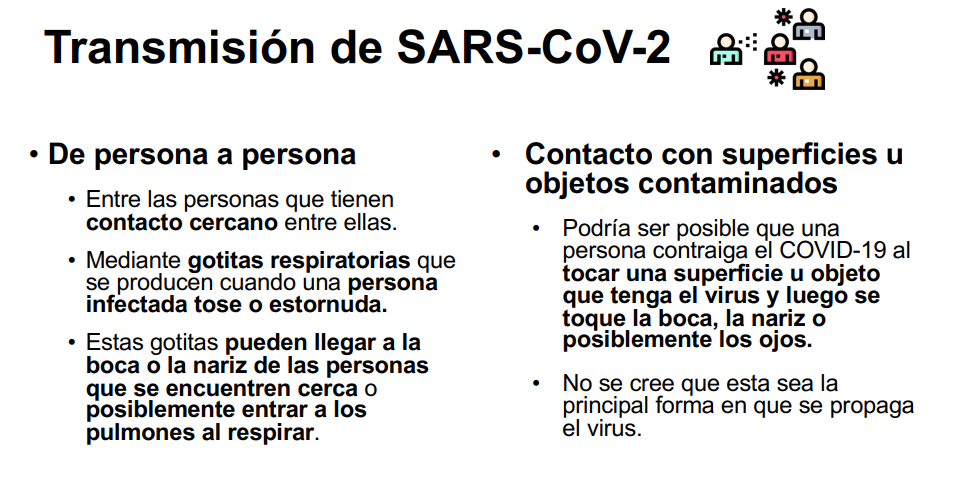 Transmisión de SARS-CoV-2
• De persona a persona
• Entre las personas que tienen
contacto cercano entre ellas.
• Mediante gotitas respiratorias que
se producen cuando una persona
infectada tose o estornuda.
• Estas gotitas pueden llegar a la
boca o la nariz de las personas
que se encuentren cerca o
posiblemente entrar a los
pulmones al respirar.
• Contacto con superficies u
objetos contaminados
• Podría ser posible que una
persona contraiga el COVID-19 al
tocar una superficie u objeto
que tenga el virus y luego se
toque la boca, la nariz o
posiblemente los ojos.
• No se cree que esta sea la
principal forma en que se propaga
el virus.